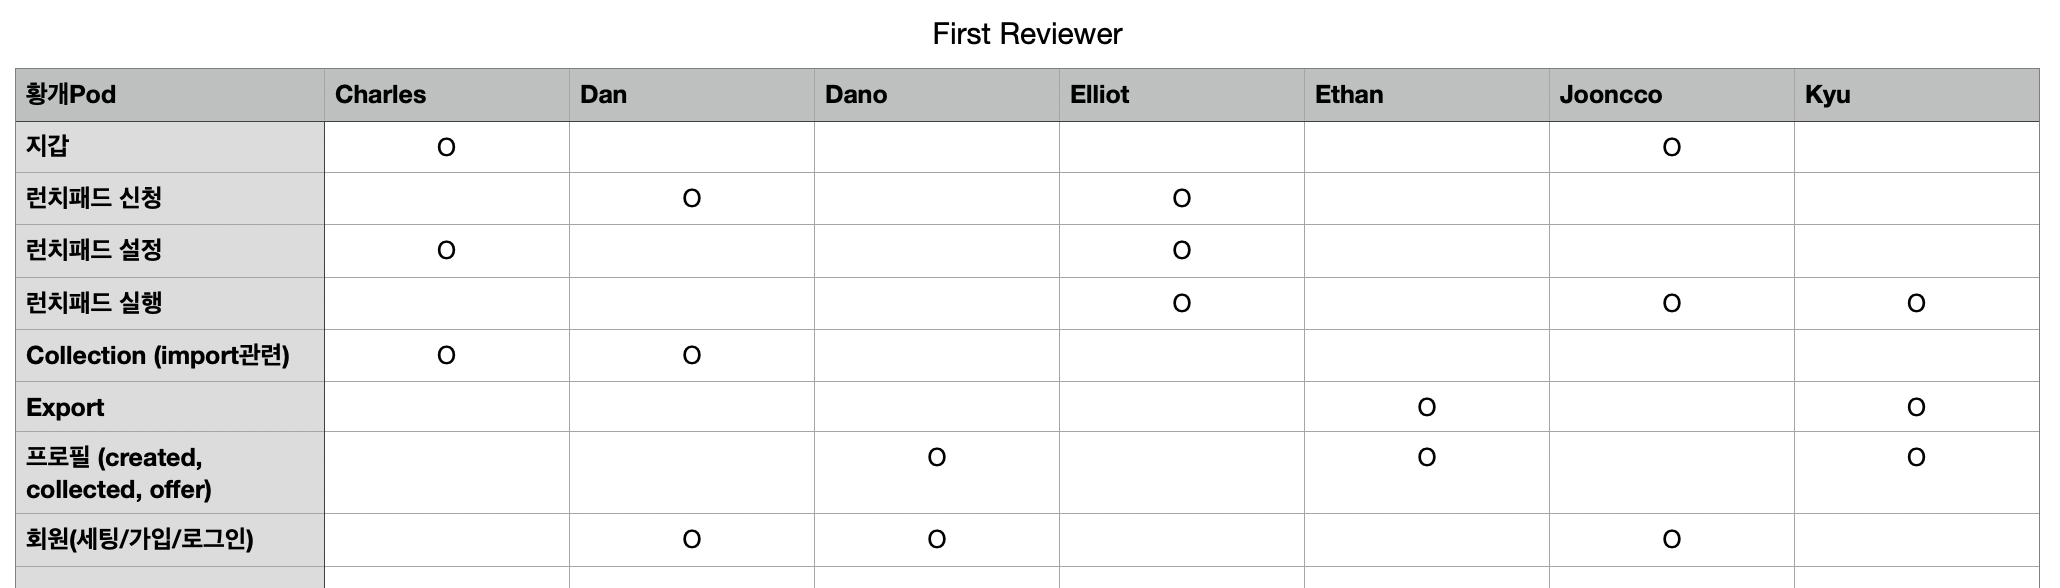 First Reviewer
황개Pod Charles Dan Dano Elliot Ethan Jooncco Kyu
지갑 O O
런치패드 신청 O O
런치패드 설정 O O
런치패드 실행 O O O
Collection (import관련) O O
Export O O
프로필 (created, O O O
collected, offer)
회원(세팅/가입/로그인) O O O